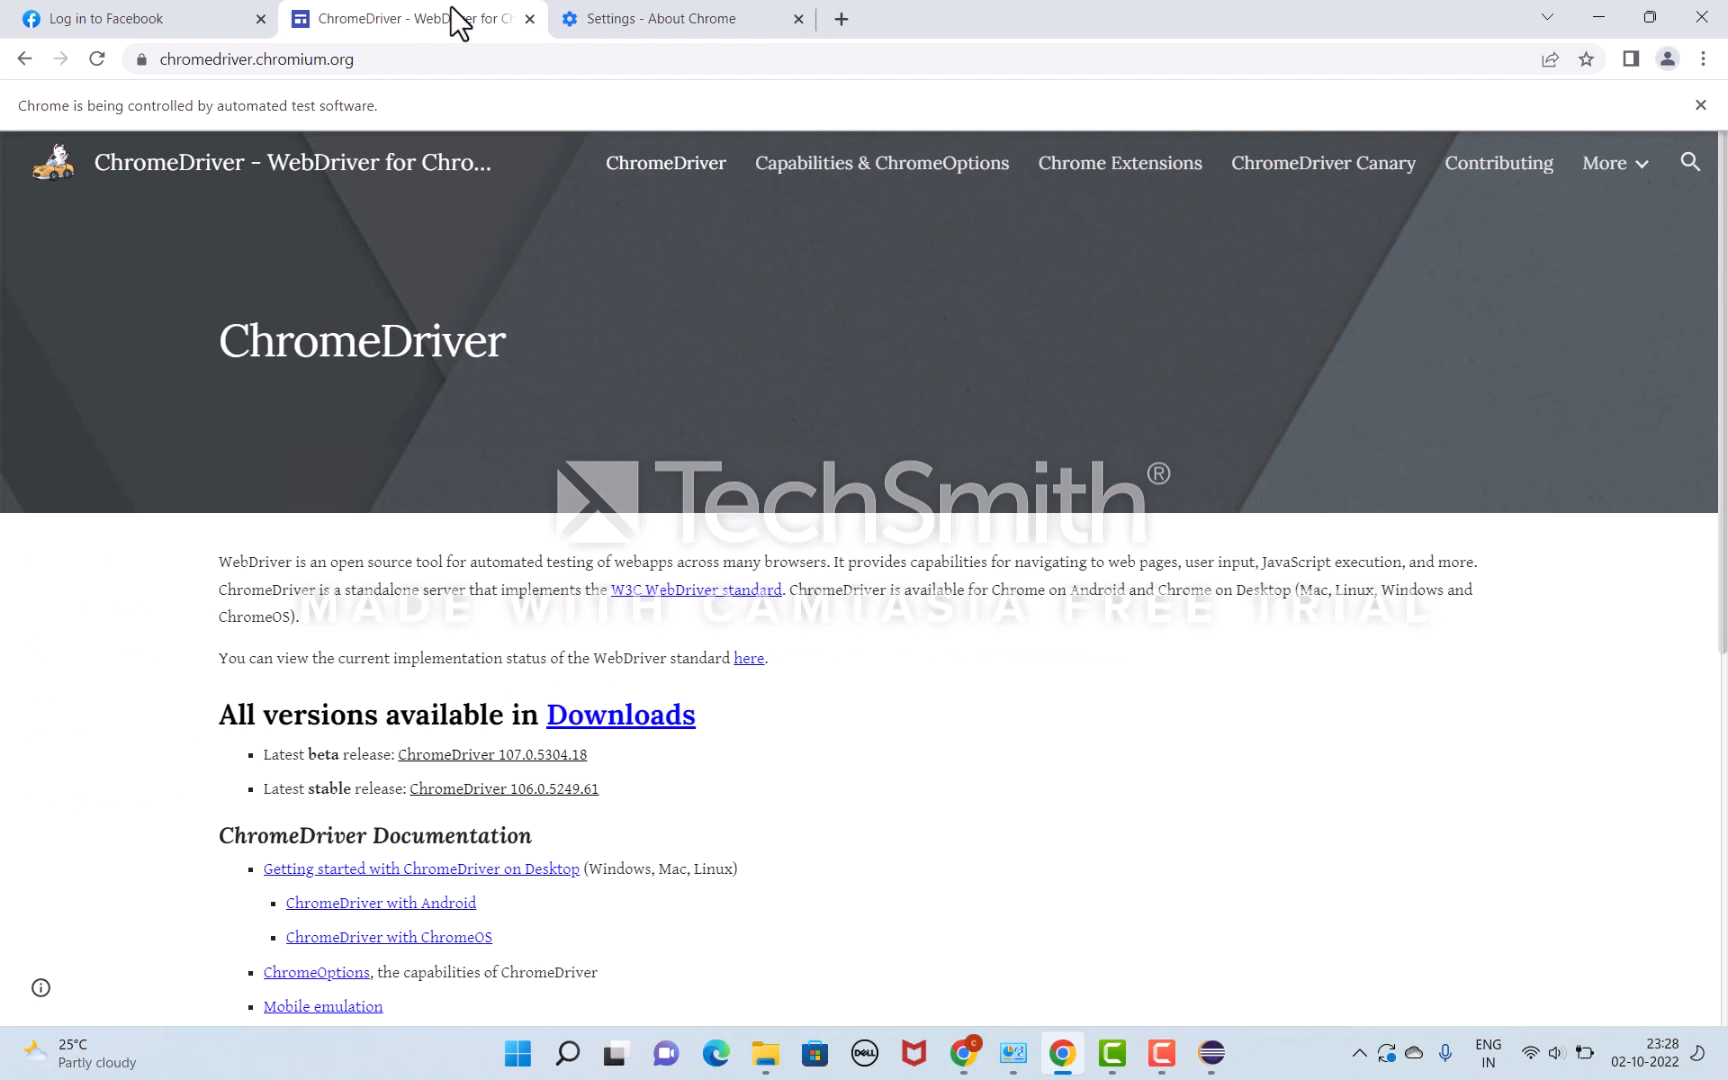 Log in to Facebook
ChromeDriver - WebDriver for Ch
Settings - About Chrome
chromedriver.chromium.org
Chrome is being controlled by automated test software.
ChromeDriver - WebDriver for Chro...
ChromeDriver
Capabilities & ChromeOptions
Chrome Extensions
ChromeDriver Canary
Contributing
More
ChromeDriver
TechSmith®
MADE WITH CAMTASIA FREE TRIAL
WebDriver is an open source tool for automated testing of webapps across many browsers. It provides capabilities for navigating to web pages, user input, JavaScript execution, and more.
ChromeDriver is a standalone server that implements the W3C WebDriver standard. ChromeDriver is available for Chrome on Android and Chrome on Desktop (Mac, Linux, Windows and
ChromeOS).
You can view the current implementation status of the WebDriver standard here.
All versions available in Downloads
▪ Latest beta release: ChromeDriver 107.0.5304.18
▪ Latest stable release: ChromeDriver 106.0.5249.61
ChromeDriver Documentation
▪ Getting started with ChromeDriver on Desktop (Windows, Mac, Linux)
▪ ChromeDriver with Android
▪ ChromeDriver with ChromeOS
▪ ChromeOptions, the capabilities of ChromeDriver
▪ Mobile emulation
25°C
Partly cloudy
DELL
C
ENG
IN
23:28
02-10-2022